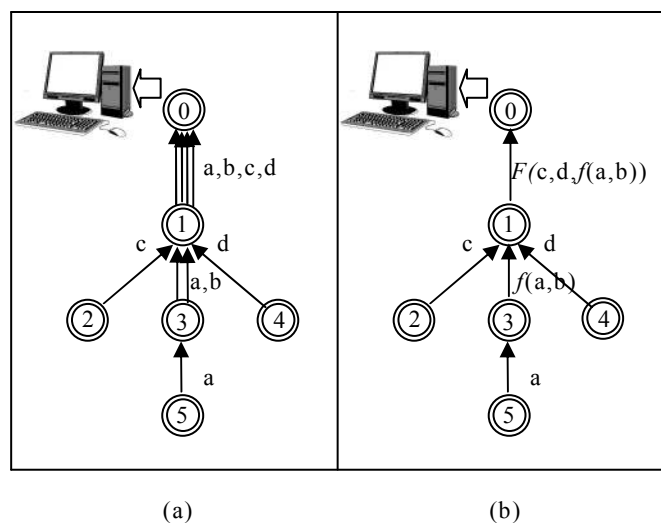 0
a,b,c,d
1
c d
a,b
2 3 4
a
5
(a)
0
F(c,d,f(a,b))
1
c d
f(a,b)
2 3 4
a
5
(b)